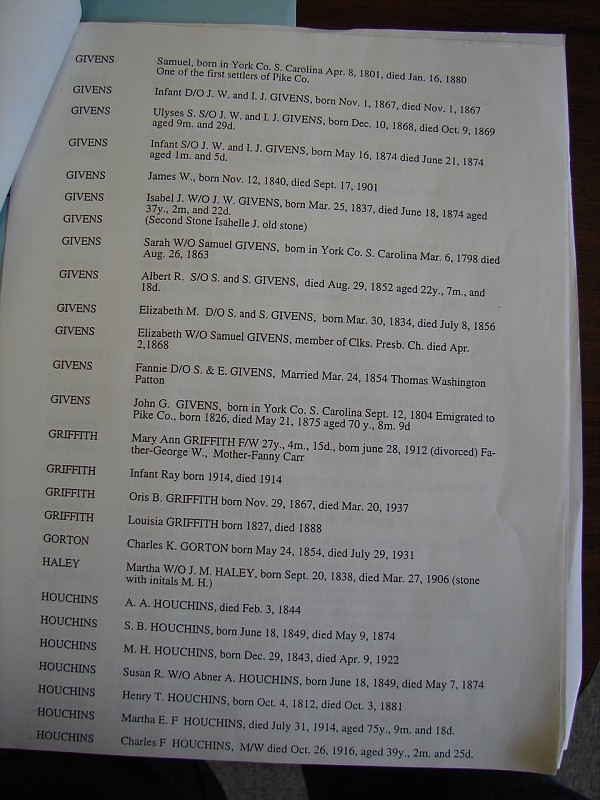 GIVENS Samuel, born in York Co. S. Carolina Apr. 8, 1801, died Jan. 16, 1880
One of the first settlers of Pike Co.
GIVENS Infant D/O J. W. and I. J. GIVENS, born Nov. 1, 1867, died Nov. 1, 1867
GIVENS Ulyses S. S/O J. W. and I. J. GIVENS, born Dec. 10, 1868, died Oct. 9, 1869
aged 9m. and 29d.
GIVENS Infant S/O J. W. and I. J. GIVENS, born May 16, 1874 died June 21, 1874
aged 1m. and 5d.
GIVENS James W., born Nov. 12, 1840, died Sept. 17, 1901
GIVENS Isabel J. W/O J. W. GIVENS, born Mar. 25, 1837, died June 18, 1874 aged
37y., 2m, and 22d.
GIVENS (Second Stone Isahelle J. old stone)
GIVENS Sarah W/O Samuel GIVENS, born in York Co. S. Carolina Mar. 6, 1798 died
Aug. 26, 1863
GIVENS Albert R. S/O S. and S. GIVENS, died Aug. 29, 1852 aged 22y., 7m., and
18d.
GIVENS Elizabeth M. D/O S. and S. GIVENS, born Mar. 30, 1834, died July 8, 1856
GIVENS Elizabeth W/O Samuel GIVENS, member of Clks. Presb. Ch. died Apr.
2,1868
GIVENS Fannie D/O S. & E. GIVENS, Married Mar. 24, 1854 Thomas Washington
Patton
GIVENS John G. GIVENS, born in York Co. S. Carolina Sept. 12, 1804 Emigrated to
Pike Co., born 1826, died May 21, 1875 aged 70 y., 8m. 9d
GRIFFITH Mary Ann GRIFFITH F/W 27y., 4m., 15d., born june 28, 1912 (divorced) Fa-
ther-George W., Mother-Fanny Carr
GRIFFITH Infant Ray born 1914, died 1914
GRIFFITH Oris B. GRIFFITH born Nov. 29, 1867, died Mar. 20, 1937
GRIFFITH Louisia GRIFFITH born 1827, died 1888
GORTON Charles K. GORTON born May 24, 1854, died July 29, 1931
HALEY Martha W/O J. M. HALEY, born Sept. 20, 1838, died Mar. 27, 1906 (stone
with initals M. H.)
HOUCHINS A. A. HOUCHINS, died Feb. 3, 1844
HOUCHINS S. B. HOUCHINS, born June 18, 1849, died May 9, 1874
HOUCHINS M. H. HOUCHINS, born Dec. 29, 1843, died Apr. 9, 1922
HOUCHINS Susan R. W/O Abner A. HOUCHINS, born June 18, 1849, died May 7, 1874
HOUCHINS Henry T. HOUCHINS, born Oct. 4, 1812, died Oct. 3, 1881
HOUCHINS Martha E. F HOUCHINS, died July 31, 1914, aged 75y., 9m. and 18d.
HOUCHINS Charles F HOUCHINS, M/W died Oct. 26, 1916, aged 39y., 2m. and 25d.